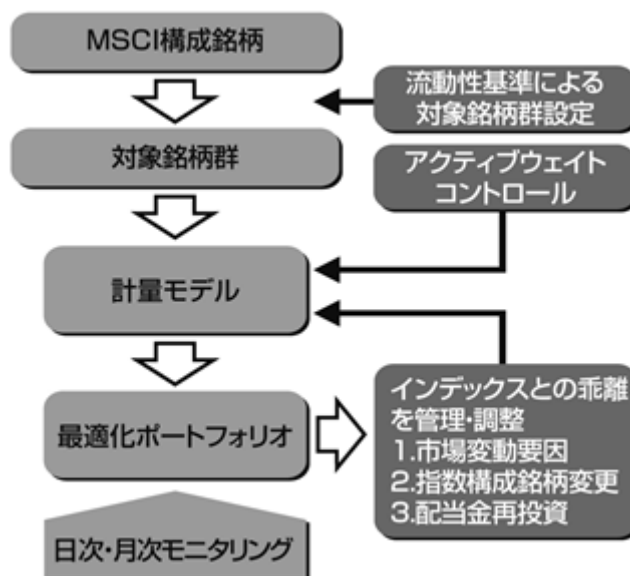 MSCI構成銘柄
流動性基準による
対象銘柄群設定
対象銘柄群
アクティブウェイト
コントロール
計量モデル
最適化ポートフォリオ
インデックスとの乖離
を管理・調整
1.市場変動要因
2.指数構成銘柄変更
3.配当金再投資
日次・月次モニタリング